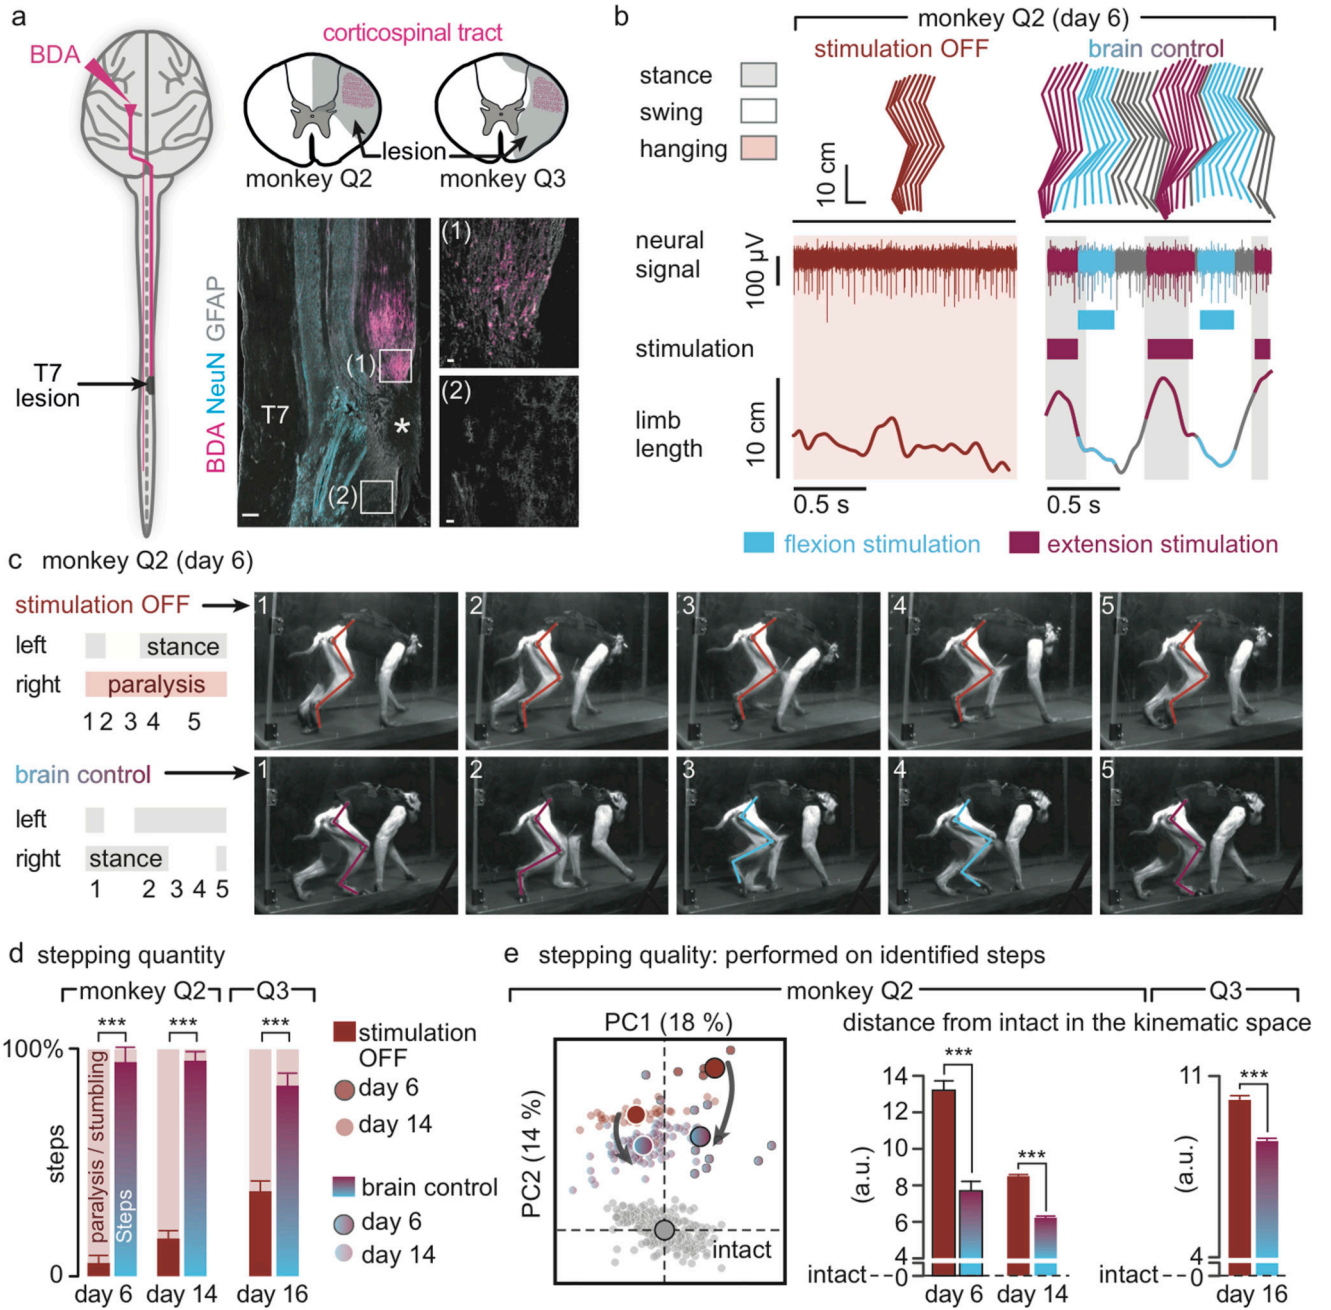 a
BDA
T7
lesion
corticospinal tract
lesion
monkey Q2
monkey Q3
BDA NeuN GFAP
T7
(1)
(2)
*
(1)
(2)
b
monkey Q2 (day 6)
stimulation OFF
brain control
stance
swing
hanging
10 cm
neural
signal
100 µV
stimulation
limb
length
10 cm
0.5 s
0.5 s
flexion stimulation
extension stimulation
c monkey Q2 (day 6)
stimulation OFF
left
stance
right
paralysis
1 2 3 4 5
1
2
3
4
5
brain control
left
right
stance
1 2 3 4 5
1
2
3
4
5
d stepping quantity
monkey Q2
Q3
***
***
***
100%
steps
0
paralysis / stumbling
Steps
day 6
day 14
day 16
stimulation
OFF
day 6
day 14
brain control
day 6
day 14
e stepping quality: performed on identified steps
monkey Q2
Q3
PC1 (18 %)
PC2 (14 %)
intact
distance from intact in the kinematic space
14
12
10
8
6
4
0
(a.u.)
intact
***
***
day 6
day 14
11
4
0
(a.u.)
intact
***
day 16